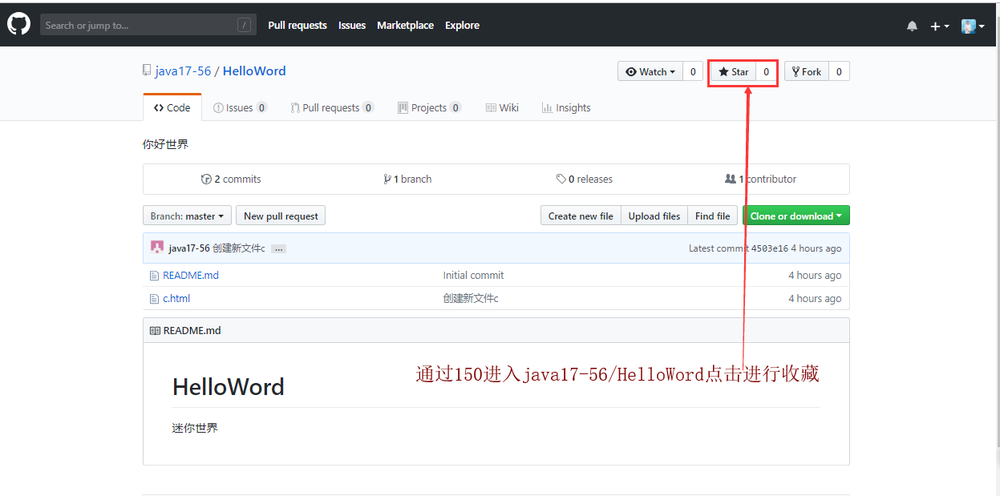 Search or jump to... /
Pull requests Issues Marketplace Explore
java17-56 / HelloWord
Watch 0 Star 0 Fork 0
Code Issues 0 Pull requests 0 Projects 0 Wiki Insights
你好世界
2 commits 1 branch 0 releases 1 contributor
Branch: master New pull request Create new file Upload files Find file Clone or download
java17-56 创建新文件c ... Latest commit 4503e16 4 hours ago
README.md Initial commit 4 hours ago
c.html 创建新文件c 4 hours ago
README.md
通过150进入java17-56/HelloWord点击进行收藏
HelloWord
迷你世界